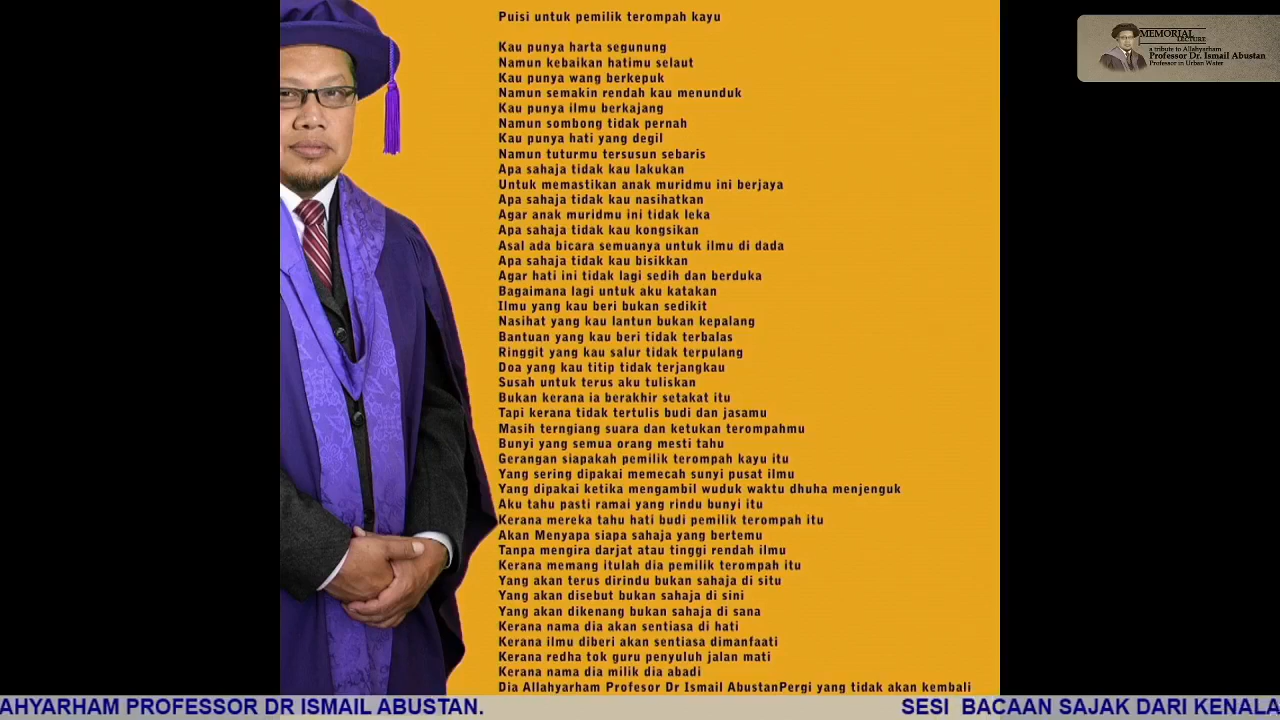 Puisi untuk pemilik terompah kayu
Kau punya harta segunung
Namun kebaikan hatimu selaut
Kau punya wang berkepuk
Namun semakin rendah kau menunduk
Kau punya ilmu berkajang
Namun sombong tidak pernah
Kau punya hati yang degil
Namun tuturmu tersusun sebaris
Apa sahaja tidak kau lakukan
Untuk memastikan anak muridmu ini berjaya
Apa sahaja tidak kau nasihatkan
Agar anak muridmu ini tidak leka
Apa sahaja tidak kau kongsikan
Asal ada bicara semuanya untuk ilmu di dada
Apa sahaja tidak kau bisikkan
Agar hati ini tidak lagi sedih dan berduka
Bagaimana lagi untuk aku katakan
Ilmu yang kau beri bukan sedikit
Nasihat yang kau lantun bukan kepalang
Bantuan yang kau beri tidak terbalas
Ringgit yang kau salur tidak terpulang
Doa yang kau titip tidak terjangkau
Susah untuk terus aku tuliskan
Bukan kerana ia berakhir setakat itu
Tapi kerana tidak tertulis budi dan jasamu
Masih terngiang suara dan ketukan terompahmu
Bunyi yang semua orang mesti tahu
Gerangan siapakah pemilik terompah kayu itu
Yang sering dipakai memecah sunyi pusat ilmu
Yang dipakai ketika mengambil wuduk waktu dhuha menjenguk
Aku tahu pasti ramai yang rindu bunyi itu
Kerana mereka tahu hati budi pemilik terompah itu
Akan Menyapa siapa sahaja yang bertemu
Tanpa mengira darjat atau tinggi rendah ilmu
Kerana memang itulah dia pemilik terompah itu
Yang akan terus dirindu bukan sahaja di situ
Yang akan disebut bukan sahaja di sini
Yang akan dikenang bukan sahaja di sana
Kerana nama dia akan sentiasa di hati
Kerana ilmu diberi akan sentiasa dimanfaati
Kerana redha tok guru penyuluh jalan mati
Kerana nama dia milik dia abadi
Dia Allahyarham Profesor Dr Ismail AbustanPergi yang tidak akan kembali
MEMORIAL
LECTURE
a tribute to Allahyarham
Professor Dr. Ismail Abustan
Professor in Urban Water
AHYARHAM PROFESSOR DR ISMAIL ABUSTAN. SESI BACAAN SAJAK DARI KENALA